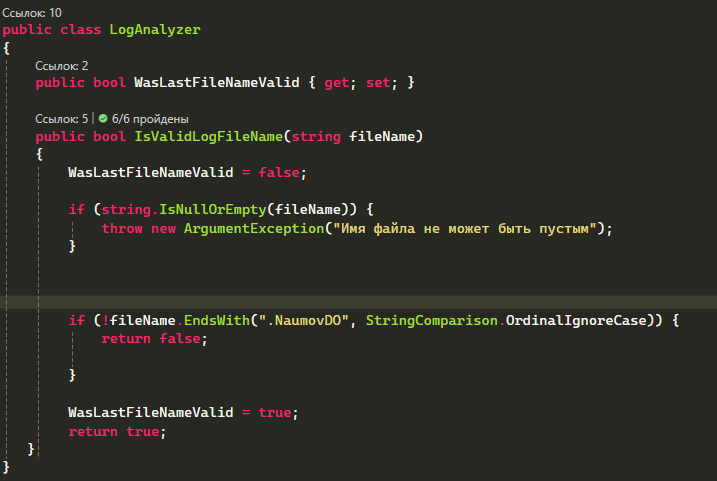 Ссылок: 10
public class LogAnalyzer
{
Ссылок: 2
public bool WasLastFileNameValid { get; set; }
Ссылок: 5 | 6/6 пройдены
public bool IsValidLogFileName(string fileName)
{
WasLastFileNameValid = false;
if (string.IsNullOrEmpty(fileName)) {
throw new ArgumentException("Имя файла не может быть пустым");
}
if (!fileName.EndsWith(".NaumovDO", StringComparison.OrdinalIgnoreCase)) {
return false;
}
WasLastFileNameValid = true;
return true;
}
}